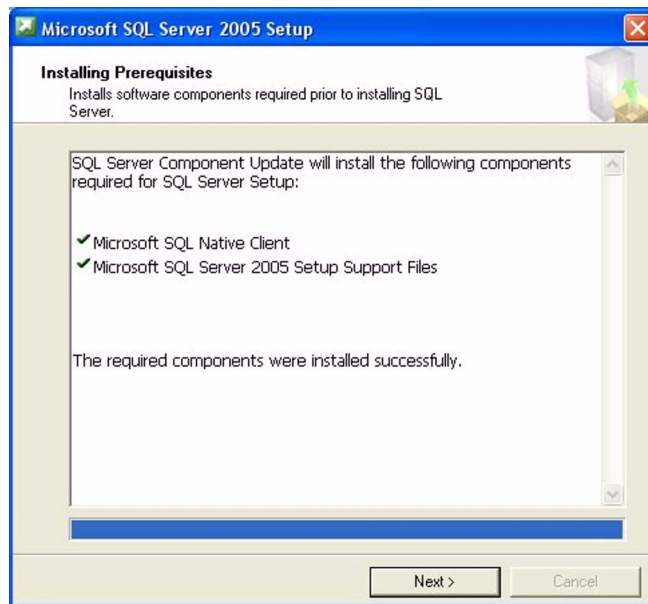 Microsoft SQL Server 2005 Setup
Installing Prerequisites
Installs software components required prior to installing SQL
Server.
SQL Server Component Update will install the following components
required for SQL Server Setup:
Microsoft SQL Native Client
Microsoft SQL Server 2005 Setup Support Files
The required components were installed successfully.
Next >
Cancel